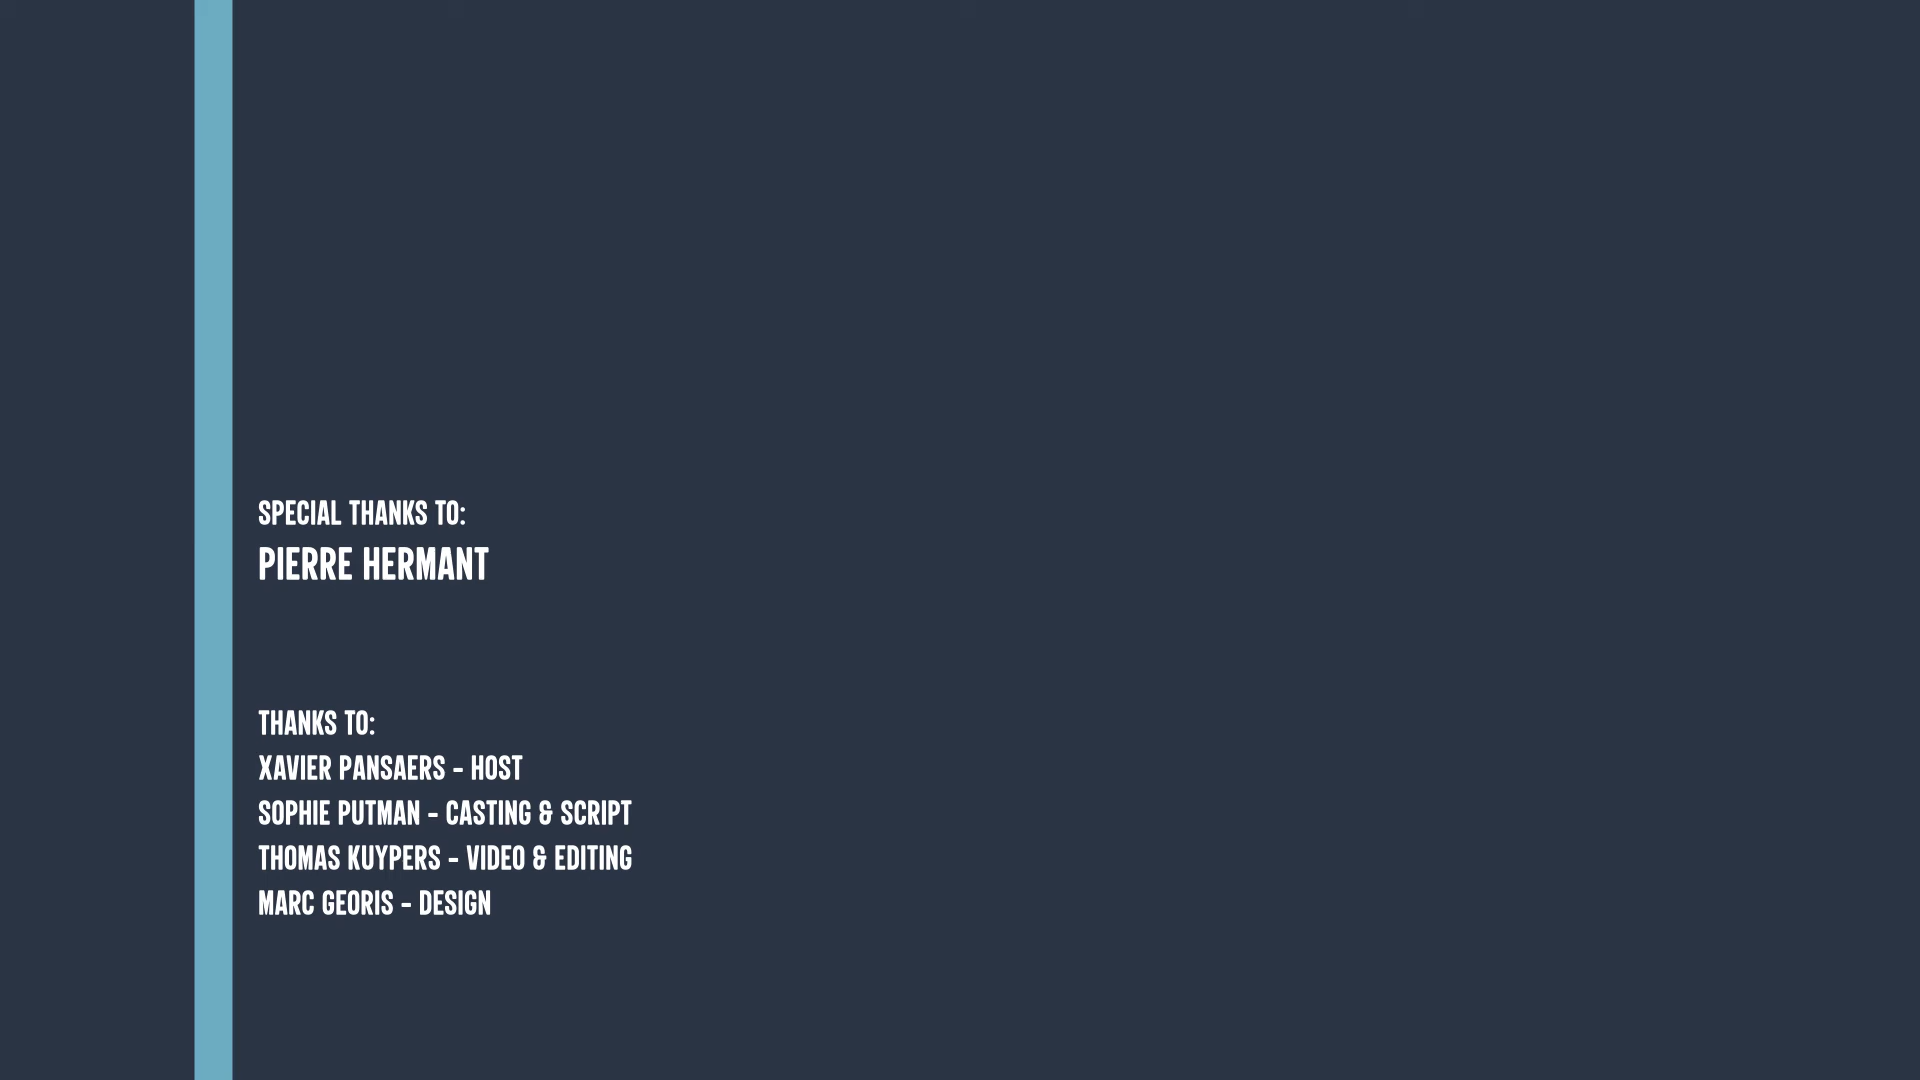 SPECIAL THANKS TO:
PIERRE HERMANT
THANKS TO:
XAVIER PANSAERS - HOST
SOPHIE PUTMAN - CASTING & SCRIPT
THOMAS KUYPERS - VIDEO & EDITING
MARC GEORIS - DESIGN